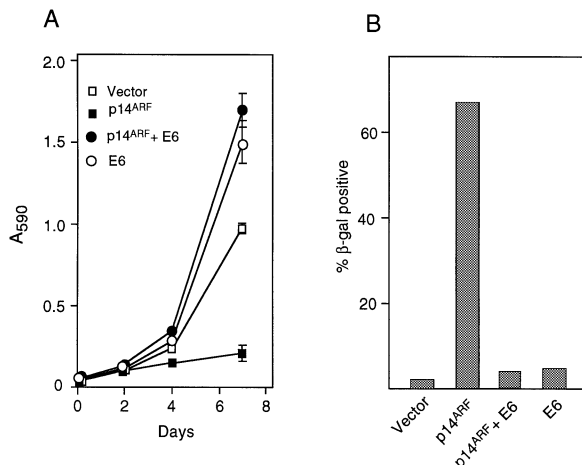 A
2.0
1.5
1.0
0.5
0
A590
Vector
p14ARF
p14ARF + E6
E6
0 2 4 6 8
Days
B
60
40
20
% β-gal positive
Vector
p14ARF
p14ARF + E6
E6